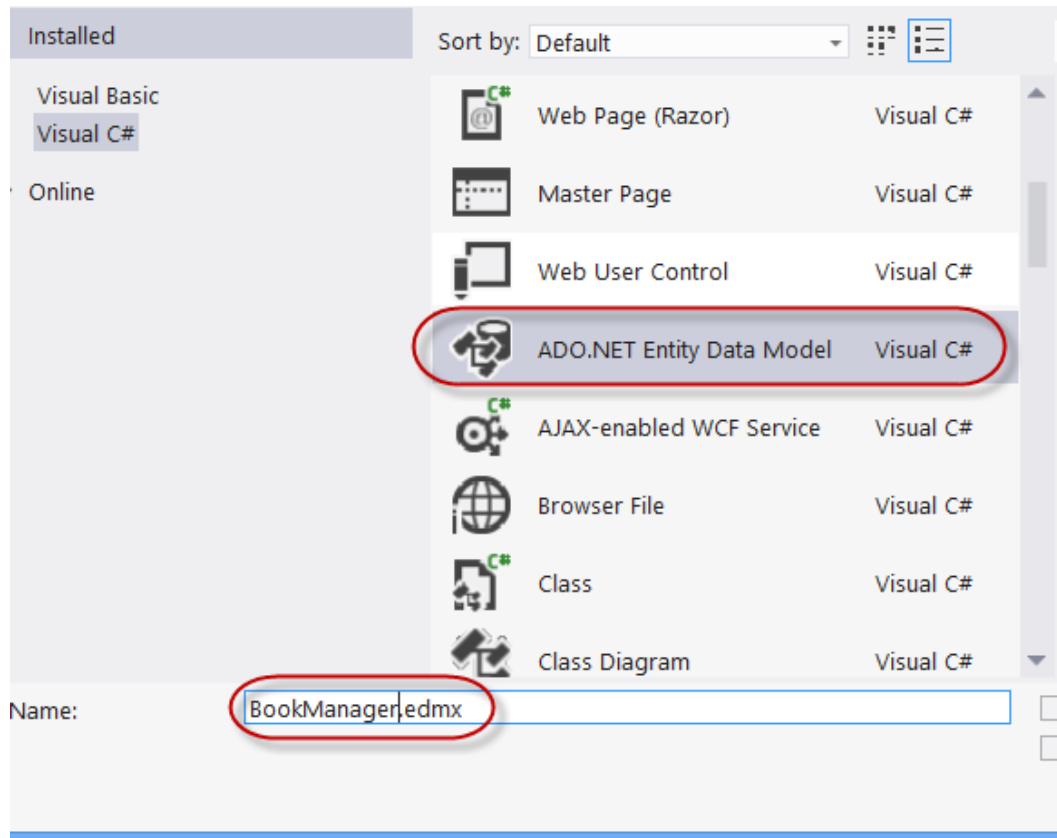 Installed
Visual Basic
Visual C#
Online
Sort by: Default
Web Page (Razor) Visual C#
Master Page Visual C#
Web User Control Visual C#
ADO.NET Entity Data Model Visual C#
AJAX-enabled WCF Service Visual C#
Browser File Visual C#
Class Visual C#
Class Diagram Visual C#
Name: BookManager.edmx